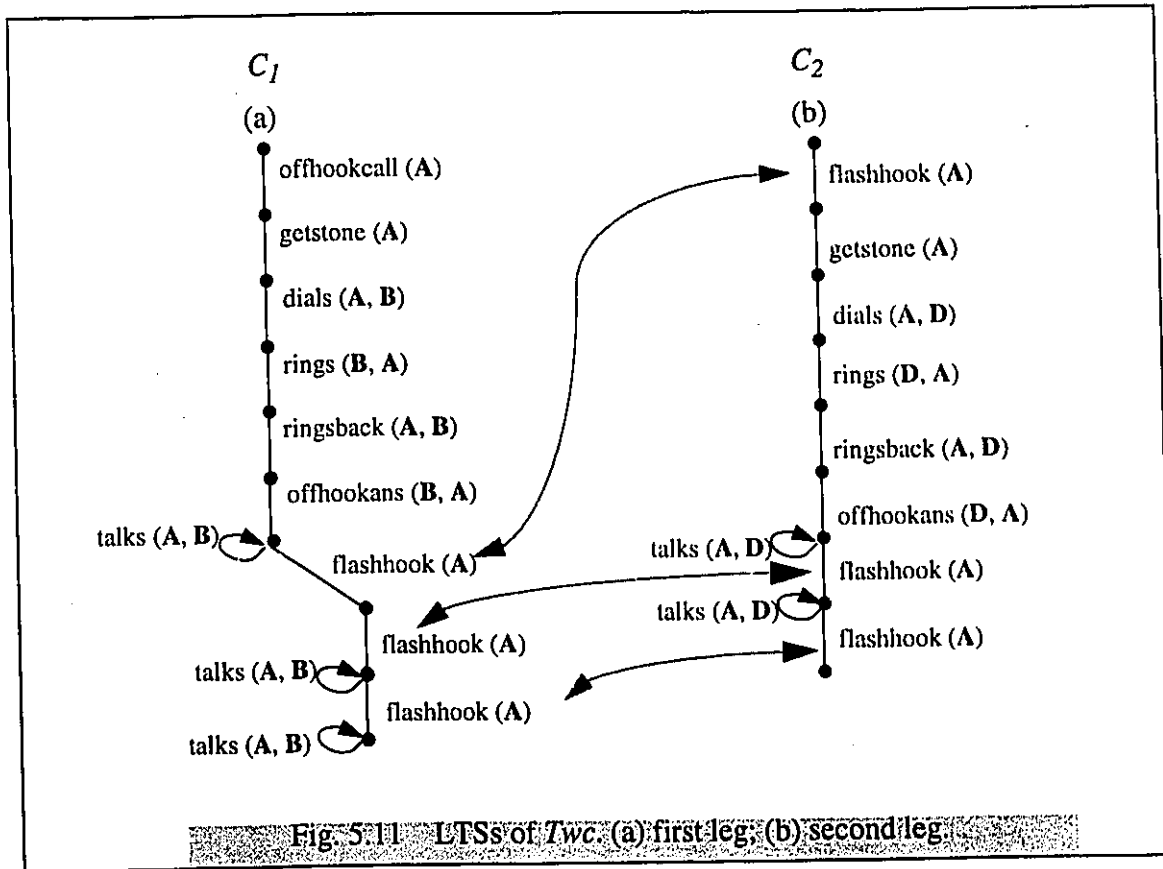 C1
(a)
offhookcall (A)
getstone (A)
dials (A, B)
rings (B, A)
ringsback (A, B)
offhookans (B, A)
talks (A, B)
flashhook (A)
flashhook (A)
talks (A, B)
flashhook (A)
talks (A, B)
C2
(b)
flashhook (A)
getstone (A)
dials (A, D)
rings (D, A)
ringsback (A, D)
offhookans (D, A)
talks (A, D)
flashhook (A)
talks (A, D)
flashhook (A)
Fig. 5.11 LTSs of Twc. (a) first leg; (b) second leg.